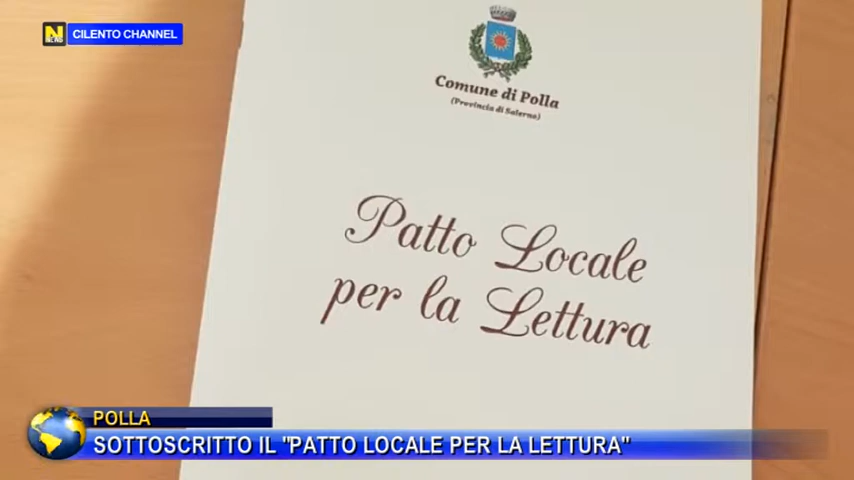 CILENTO CHANNEL
Comune di Polla
(Provincia di Salerno)
Patto Locale
per la Lettura
POLLA
SOTTOSCRITTO IL "PATTO LOCALE PER LA LETTURA"